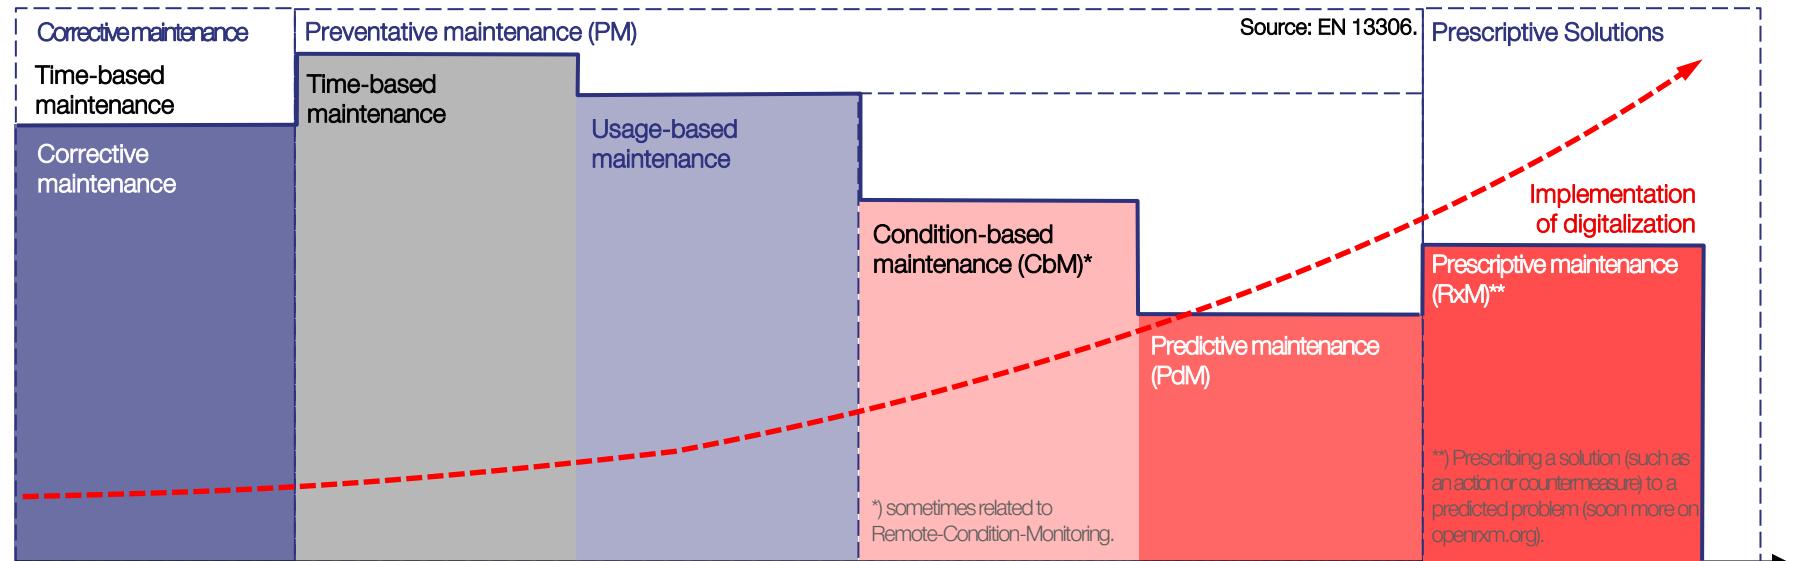 Corrective maintenance
Preventative maintenance (PM)
Source: EN 13306.
Prescriptive Solutions
Time-based
maintenance
Corrective
maintenance
Time-based
maintenance
Usage-based
maintenance
Condition-based
maintenance (CbM)*
*) sometimes related to
Remote-Condition-Monitoring.
Predictive maintenance
(PdM)
Implementation
of digitalization
Prescriptive maintenance
(RxM)**
**) Prescribing a solution (such as
an action or countermeasure) to a
predicted problem (soon more on
openrxm.org).